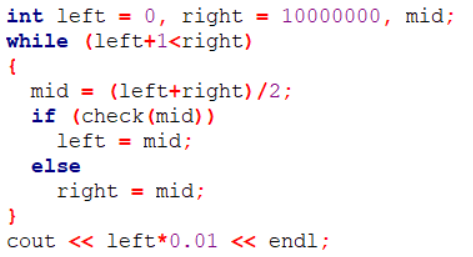 int left = 0, right = 10000000, mid;
while (left+1<right)
{
  mid = (left+right)/2;
  if (check(mid))
    left = mid;
  else
    right = mid;
}
cout << left*0.01 << endl;